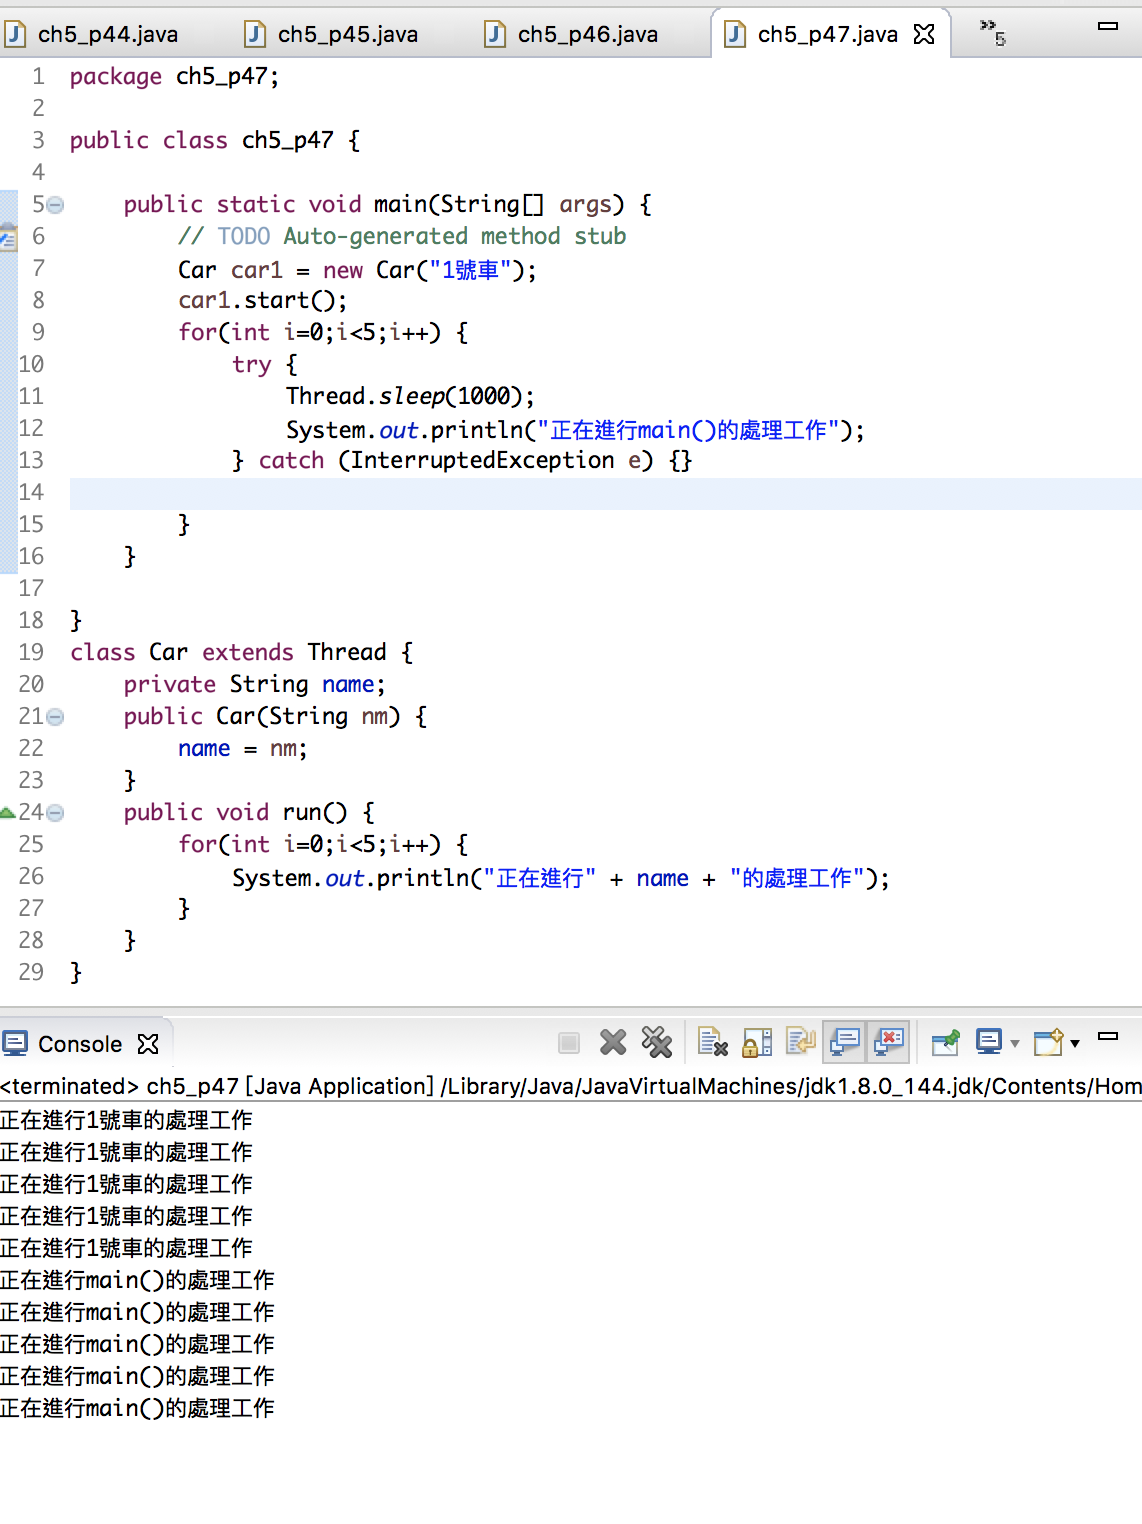 ch5_p44.java ch5_p45.java ch5_p46.java ch5_p47.java »5
1 package ch5_p47;
2
3 public class ch5_p47 {
4
5     public static void main(String[] args) {
6         // TODO Auto-generated method stub
7         Car car1 = new Car("1號車");
8         car1.start();
9         for(int i=0;i<5;i++) {
10             try {
11                 Thread.sleep(1000);
12                 System.out.println("正在進行main()的處理工作");
13             } catch (InterruptedException e) {}
14
15         }
16     }
17
18 }
19 class Car extends Thread {
20     private String name;
21     public Car(String nm) {
22         name = nm;
23     }
24     public void run() {
25         for(int i=0;i<5;i++) {
26             System.out.println("正在進行" + name + "的處理工作");
27         }
28     }
29 }
Console
<terminated> ch5_p47 [Java Application] /Library/Java/JavaVirtualMachines/jdk1.8.0_144.jdk/Contents/Hom
正在進行1號車的處理工作
正在進行1號車的處理工作
正在進行1號車的處理工作
正在進行1號車的處理工作
正在進行1號車的處理工作
正在進行main()的處理工作
正在進行main()的處理工作
正在進行main()的處理工作
正在進行main()的處理工作
正在進行main()的處理工作